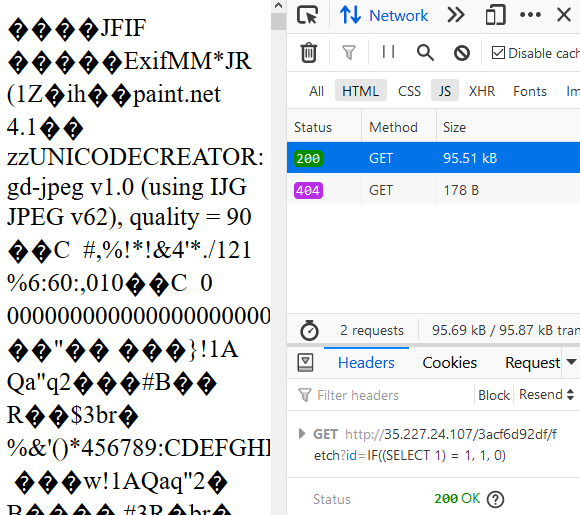 ����JFIF
�����ExifMM*JR
(1Z�ih��paint.net
4.1��
zzUNICODECREATOR:
gd-jpeg v1.0 (using IJG
JPEG v62), quality = 90
��C #,%!*!&4'*./121
%6:60:,010��C 0
��"�� ���}!1A
Qa"q2���#B��
R��$3br�
%&'()*456789:CDEFGHI
���w!1AQaq"2�
Network
Disable cach
All HTML CSS JS XHR Fonts Im
Status Method Size
200 GET 95.51 kB
404 GET 178 B
2 requests 95.69 kB / 95.87 kB tran
Headers Cookies Request
Filter headers Block Resend
GET http://35.227.24.107/3acf6d92df/f
etch?id=IF((SELECT 1) = 1, 1, 0)
Status 200 OK